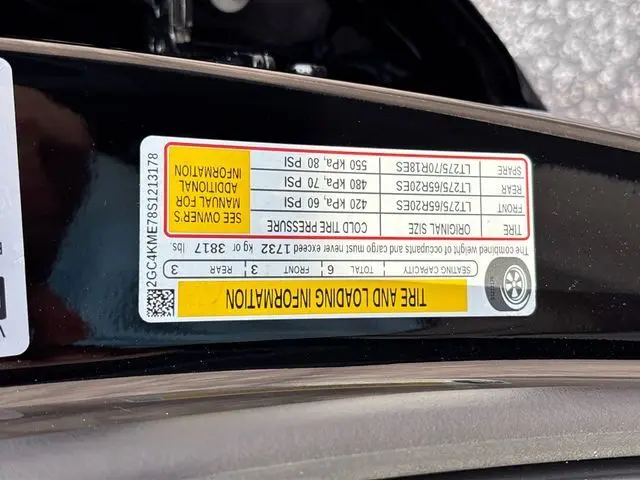 TIRE AND LOADING INFORMATION
SEATING CAPACITY | TOTAL 6 | FRONT 3 | REAR 3
The combined weight of occupants and cargo must never exceed 1732 kg or 3817 lbs.
TIRE ORIGINAL SIZE COLD TIRE PRESSURE
FRONT LT275/65R20ES 420 kPa, 60 PSI
REAR LT275/65R20ES 480 kPa, 70 PSI
SPARE LT275/70R18ES 550 kPa, 80 PSI
SEE OWNER'S
MANUAL FOR
ADDITIONAL
INFORMATION
2GC4KME78S1213178